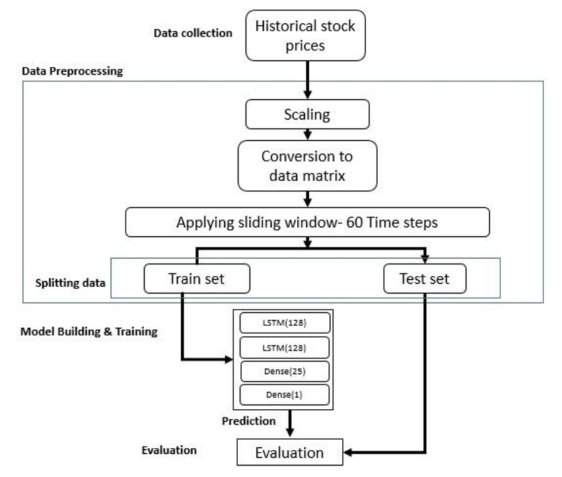 Data collection
Historical stock
prices
Data Preprocessing
Scaling
Conversion to
data matrix
Applying sliding window- 60 Time steps
Splitting data
Train set
Test set
Model Building & Training
LSTM(128)
LSTM(128)
Dense(25)
Dense(1)
Prediction
Evaluation
Evaluation